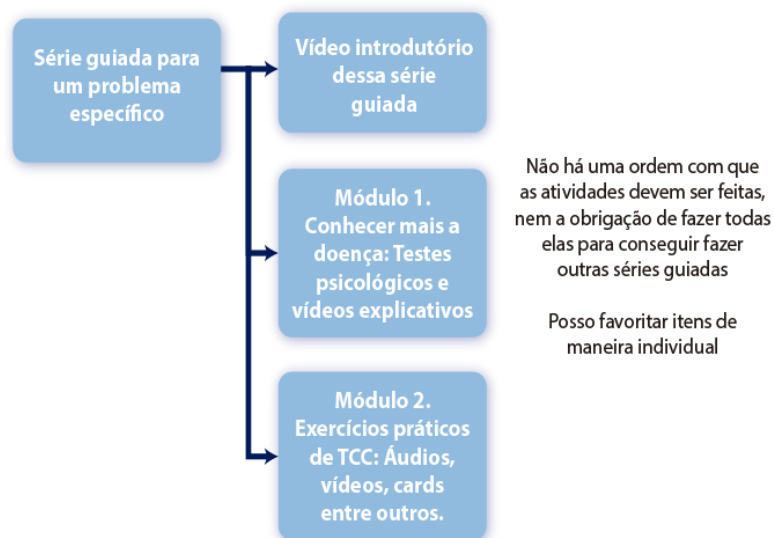 Série guiada para
um problema
específico
Vídeo introdutório
dessa série
guiada
Módulo 1.
Conhecer mais a
doença: Testes
psicológicos e
vídeos explicativos
Módulo 2.
Exercícios práticos
de TCC: Áudios,
vídeos, cards
entre outros.
Não há uma ordem com que
as atividades devem ser feitas,
nem a obrigação de fazer todas
elas para conseguir fazer
outras séries guiadas
Posso favoritar itens de
maneira individual